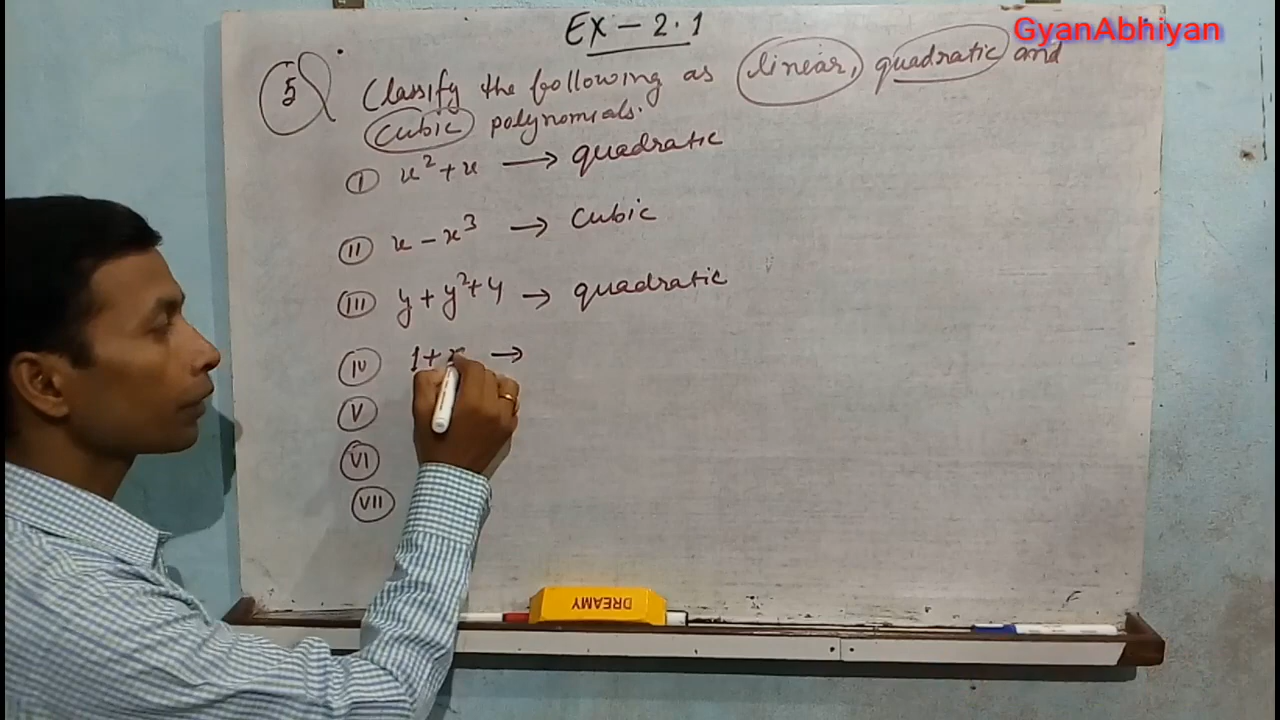 EX - 2.1
GyanAbhiyan
5 Classify the following as linear, quadratic and
cubic polynomials.
I x² + x → quadratic
II x - x³ → cubic
III y + y² + 4 → quadratic
IV 1 + x →
V
VI
VII
DREAMY